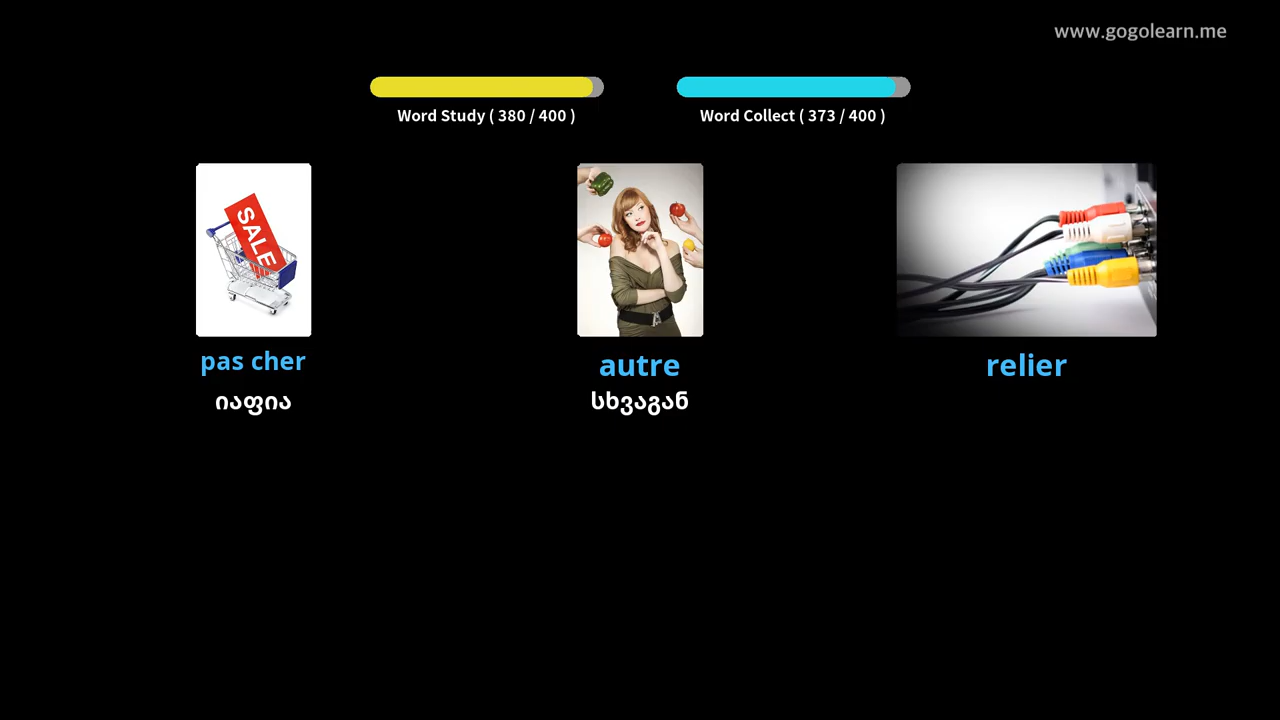 www.gogolearn.me
Word Study ( 380 / 400 )
Word Collect ( 373 / 400 )
SALE
pas cher
autre
relier
იაფია
სხვაგან